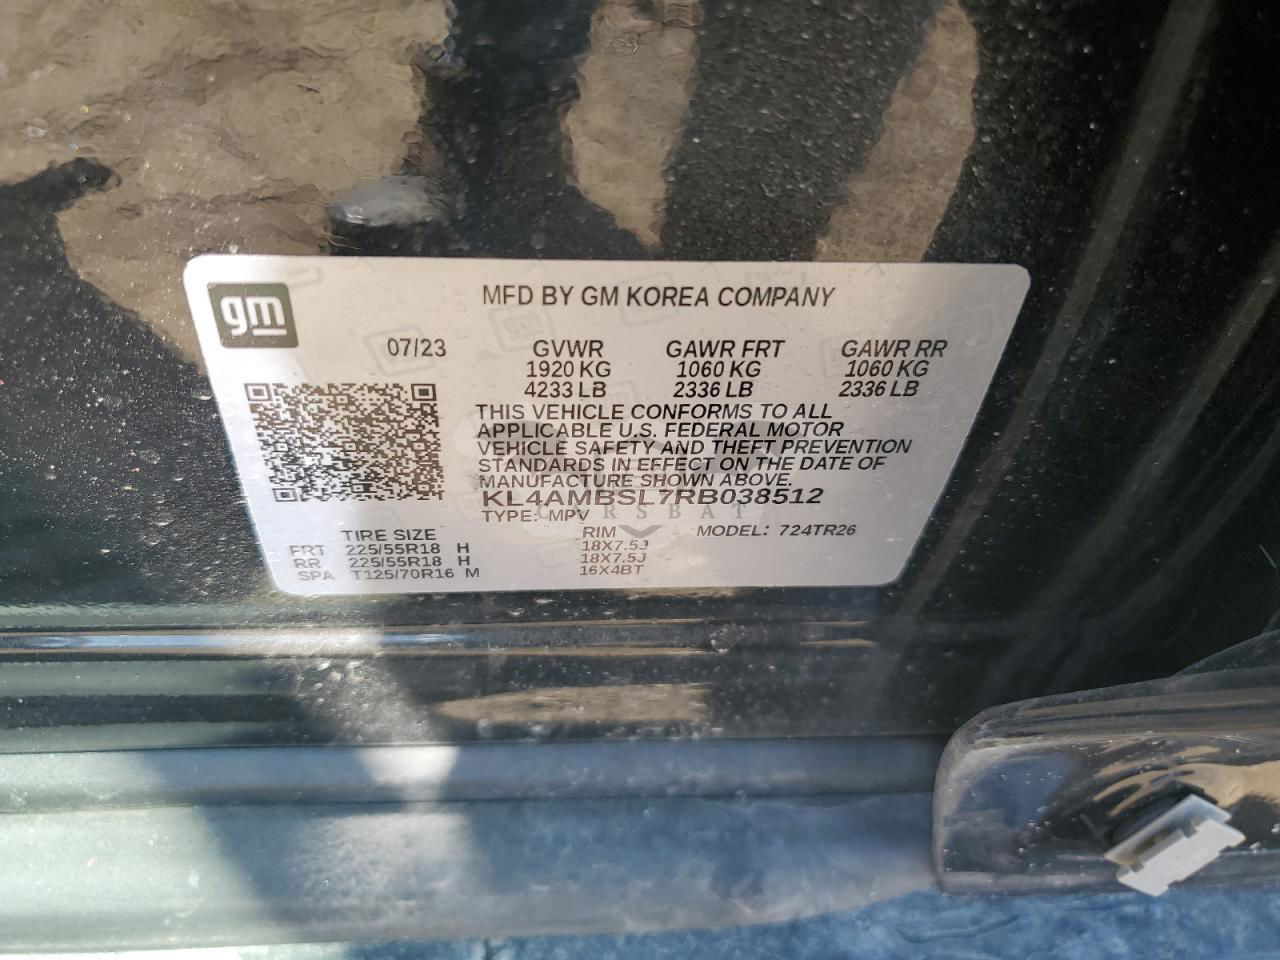 gm
MFD BY GM KOREA COMPANY
07/23 GVWR GAWR FRT GAWR RR
1920 KG 1060 KG 1060 KG
4233 LB 2336 LB 2336 LB
THIS VEHICLE CONFORMS TO ALL
APPLICABLE U.S. FEDERAL MOTOR
VEHICLE SAFETY AND THEFT PREVENTION
STANDARDS IN EFFECT ON THE DATE OF
MANUFACTURE SHOWN ABOVE.
KL4AMBSL7RB038512
TYPE: MPV
TIRE SIZE RIM MODEL: 724TR26
FRT 225/55R18 H 18X7.5J
RR 225/55R18 H 18X7.5J
SPA T125/70R16 M 16X4BT